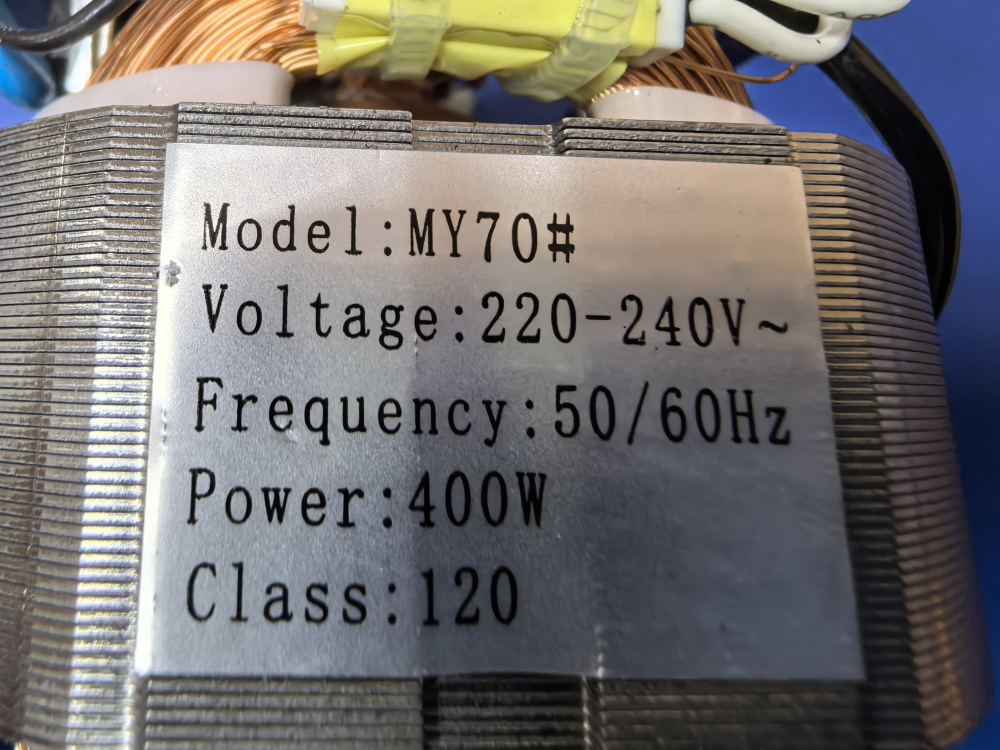 Model:MY70#
Voltage:220-240V~
Frequency:50/60Hz
Power:400W
Class:120